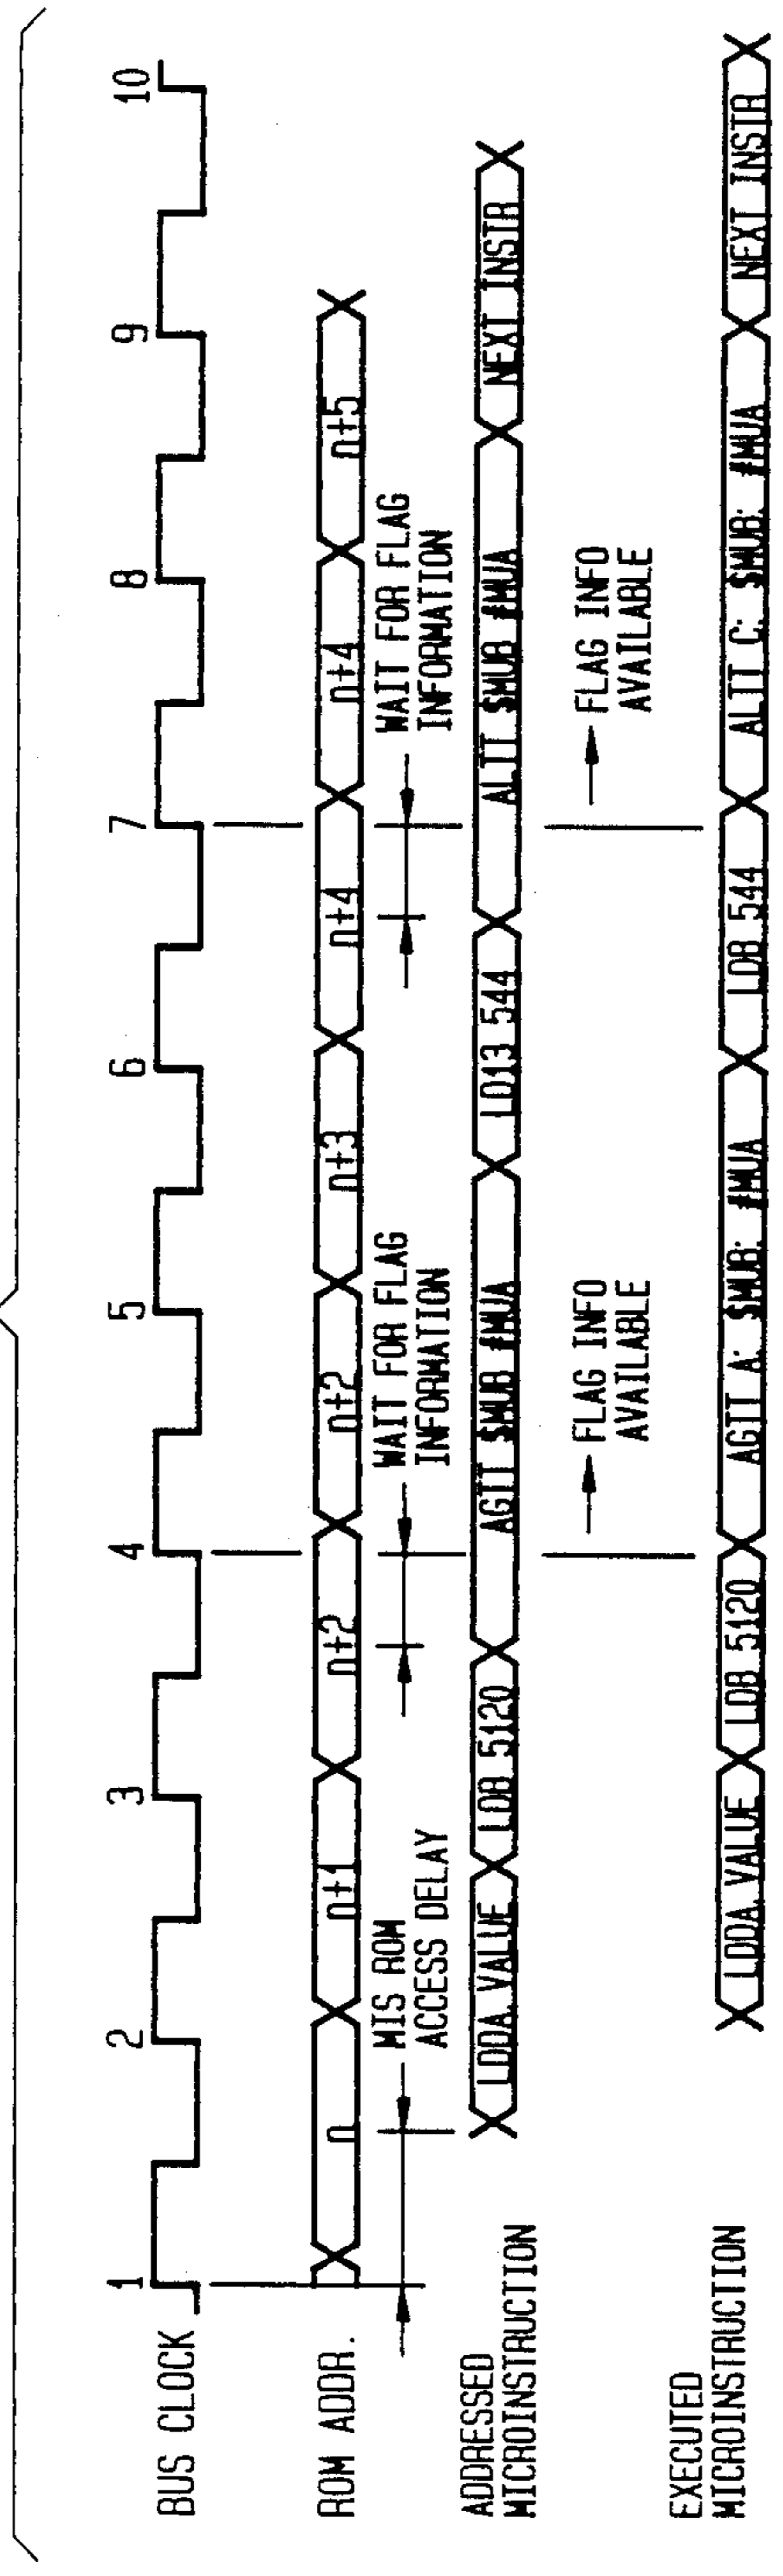 1 2 3 4 5 6 7 8 9 10
BUS CLOCK
ROM ADDR.
n n+1 n+2 n+2 n+3 n+4 n+4 n+5
MIS ROM
ACCESS DELAY
WAIT FOR FLAG
INFORMATION
WAIT FOR FLAG
INFORMATION
ADDRESSED
MICROINSTRUCTION
LDDA, VALUE LDB 5120 AGTI $MUB #MUA LD13 544 ALTI $MUB #MUA NEXT INSTR
FLAG INFO
AVAILABLE
FLAG INFO
AVAILABLE
EXECUTED
MICROINSTRUCTION
LDDA, VALUE LDB 5120 AGTI A; $MUB; #MUA LDB 544 ALTI C; $MUB; #MUA NEXT INSTR